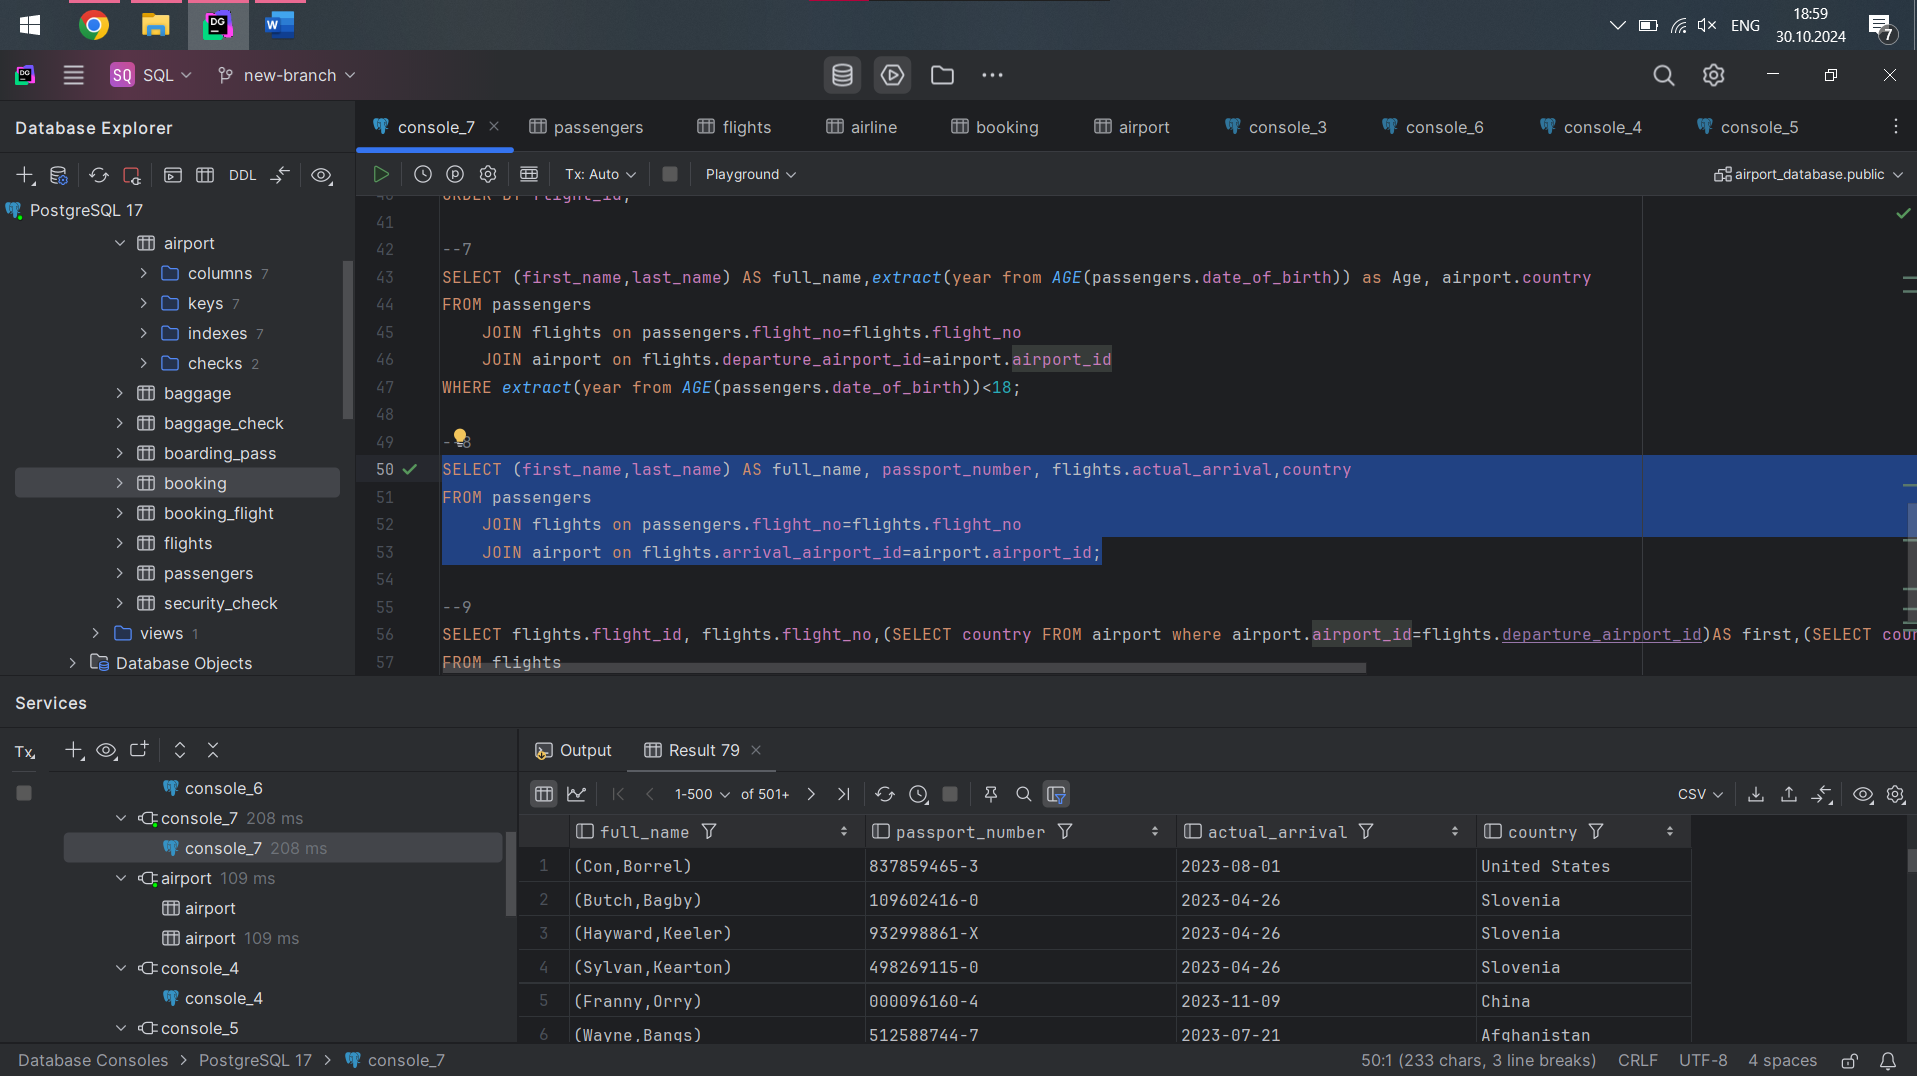 DG
W
ENG
18:59
30.10.2024
7
DG
SQ SQL
new-branch
Database Explorer
console_7
passengers
flights
airline
booking
airport
console_3
console_6
console_4
console_5
DDL
Tx: Auto
Playground
airport_database.public
PostgreSQL 17
airport
columns 7
keys 7
indexes 7
checks 2
baggage
baggage_check
boarding_pass
booking
booking_flight
flights
passengers
security_check
views 1
Database Objects
40 ORDER BY flight_id;
41
42 --7
43 SELECT (first_name,last_name) AS full_name,extract(year from AGE(passengers.date_of_birth)) as Age, airport.country
44 FROM passengers
45 JOIN flights on passengers.flight_no=flights.flight_no
46 JOIN airport on flights.departure_airport_id=airport.airport_id
47 WHERE extract(year from AGE(passengers.date_of_birth))<18;
48
49 --8
50 SELECT (first_name,last_name) AS full_name, passport_number, flights.actual_arrival,country
51 FROM passengers
52 JOIN flights on passengers.flight_no=flights.flight_no
53 JOIN airport on flights.arrival_airport_id=airport.airport_id;
54
55 --9
56 SELECT flights.flight_id, flights.flight_no,(SELECT country FROM airport where airport.airport_id=flights.departure_airport_id)AS first,(SELECT cou
57 FROM flights
Services
Tx
console_6
console_7 208 ms
console_7 208 ms
airport 109 ms
airport
airport 109 ms
console_4
console_4
console_5
Output
Result 79
1-500 of 501+
CSV
full_name passport_number actual_arrival country
1 (Con,Borrel) 837859465-3 2023-08-01 United States
2 (Butch,Bagby) 109602416-0 2023-04-26 Slovenia
3 (Hayward,Keeler) 932998861-X 2023-04-26 Slovenia
4 (Sylvan,Kearton) 498269115-0 2023-04-26 Slovenia
5 (Franny,Orry) 000096160-4 2023-11-09 China
6 (Wayne,Bangs) 512588744-7 2023-07-21 Afghanistan
Database Consoles > PostgreSQL 17 > console_7
50:1 (233 chars, 3 line breaks) CRLF UTF-8 4 spaces